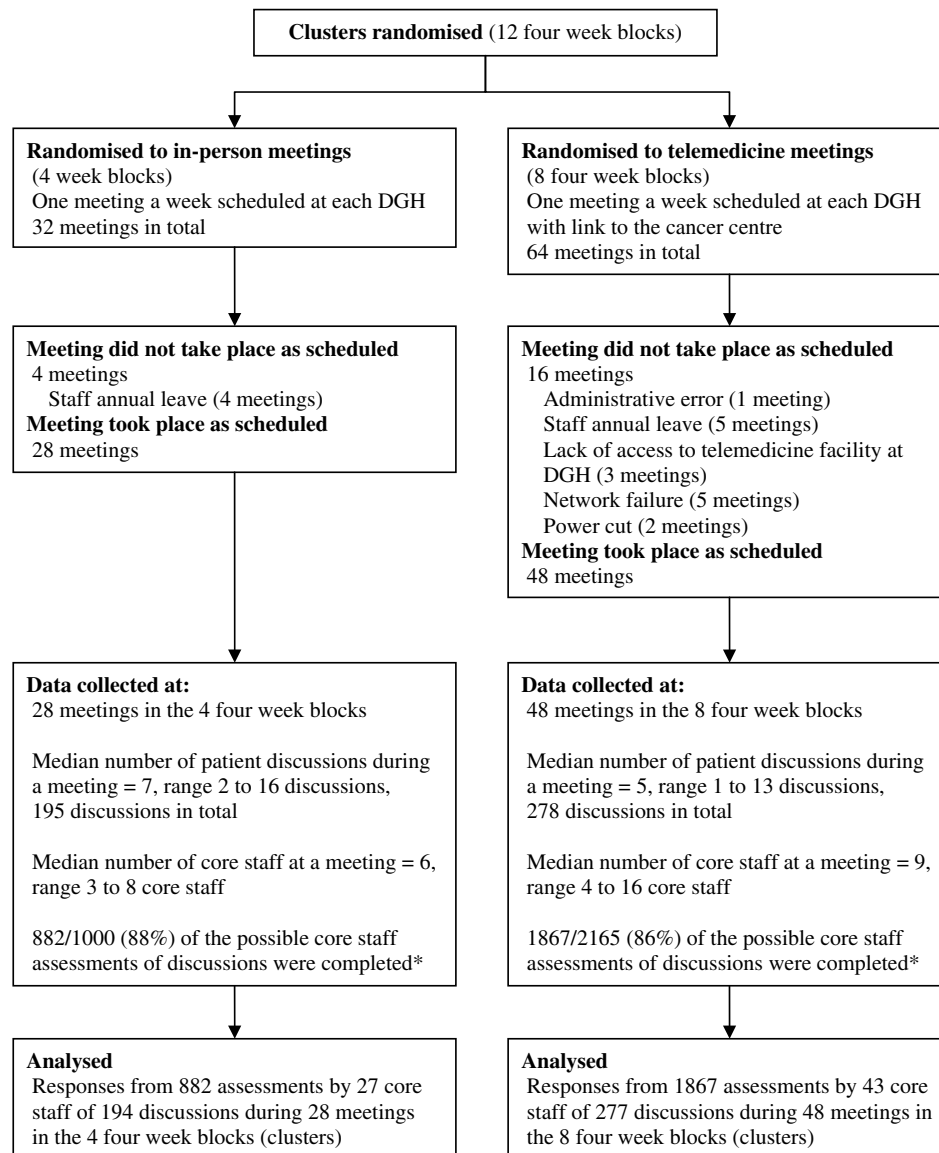 Clusters randomised (12 four week blocks)
Randomised to in-person meetings
(4 week blocks)
One meeting a week scheduled at each DGH
32 meetings in total
Randomised to telemedicine meetings
(8 four week blocks)
One meeting a week scheduled at each DGH
with link to the cancer centre
64 meetings in total
Meeting did not take place as scheduled
4 meetings
Staff annual leave (4 meetings)
Meeting took place as scheduled
28 meetings
Meeting did not take place as scheduled
16 meetings
Administrative error (1 meeting)
Staff annual leave (5 meetings)
Lack of access to telemedicine facility at
DGH (3 meetings)
Network failure (5 meetings)
Power cut (2 meetings)
Meeting took place as scheduled
48 meetings
Data collected at:
28 meetings in the 4 four week blocks
Median number of patient discussions during
a meeting = 7, range 2 to 16 discussions,
195 discussions in total
Median number of core staff at a meeting = 6,
range 3 to 8 core staff
882/1000 (88%) of the possible core staff
assessments of discussions were completed*
Data collected at:
48 meetings in the 8 four week blocks
Median number of patient discussions during
a meeting = 5, range 1 to 13 discussions,
278 discussions in total
Median number of core staff at a meeting = 9,
range 4 to 16 core staff
1867/2165 (86%) of the possible core staff
assessments of discussions were completed*
Analysed
Responses from 882 assessments by 27 core
staff of 194 discussions during 28 meetings
in the 4 four week blocks (clusters)
Analysed
Responses from 1867 assessments by 43 core
staff of 277 discussions during 48 meetings in
the 8 four week blocks (clusters)